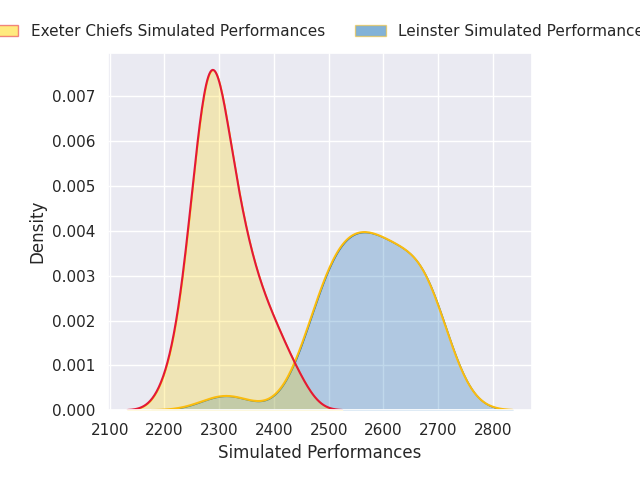 Exeter Chiefs Simulated Performances Leinster Simulated Performance
0.007
0.006
0.005
0.004
0.003
0.002
0.001
0.000
Density
2100 2200 2300 2400 2500 2600 2700 2800
Simulated Performances